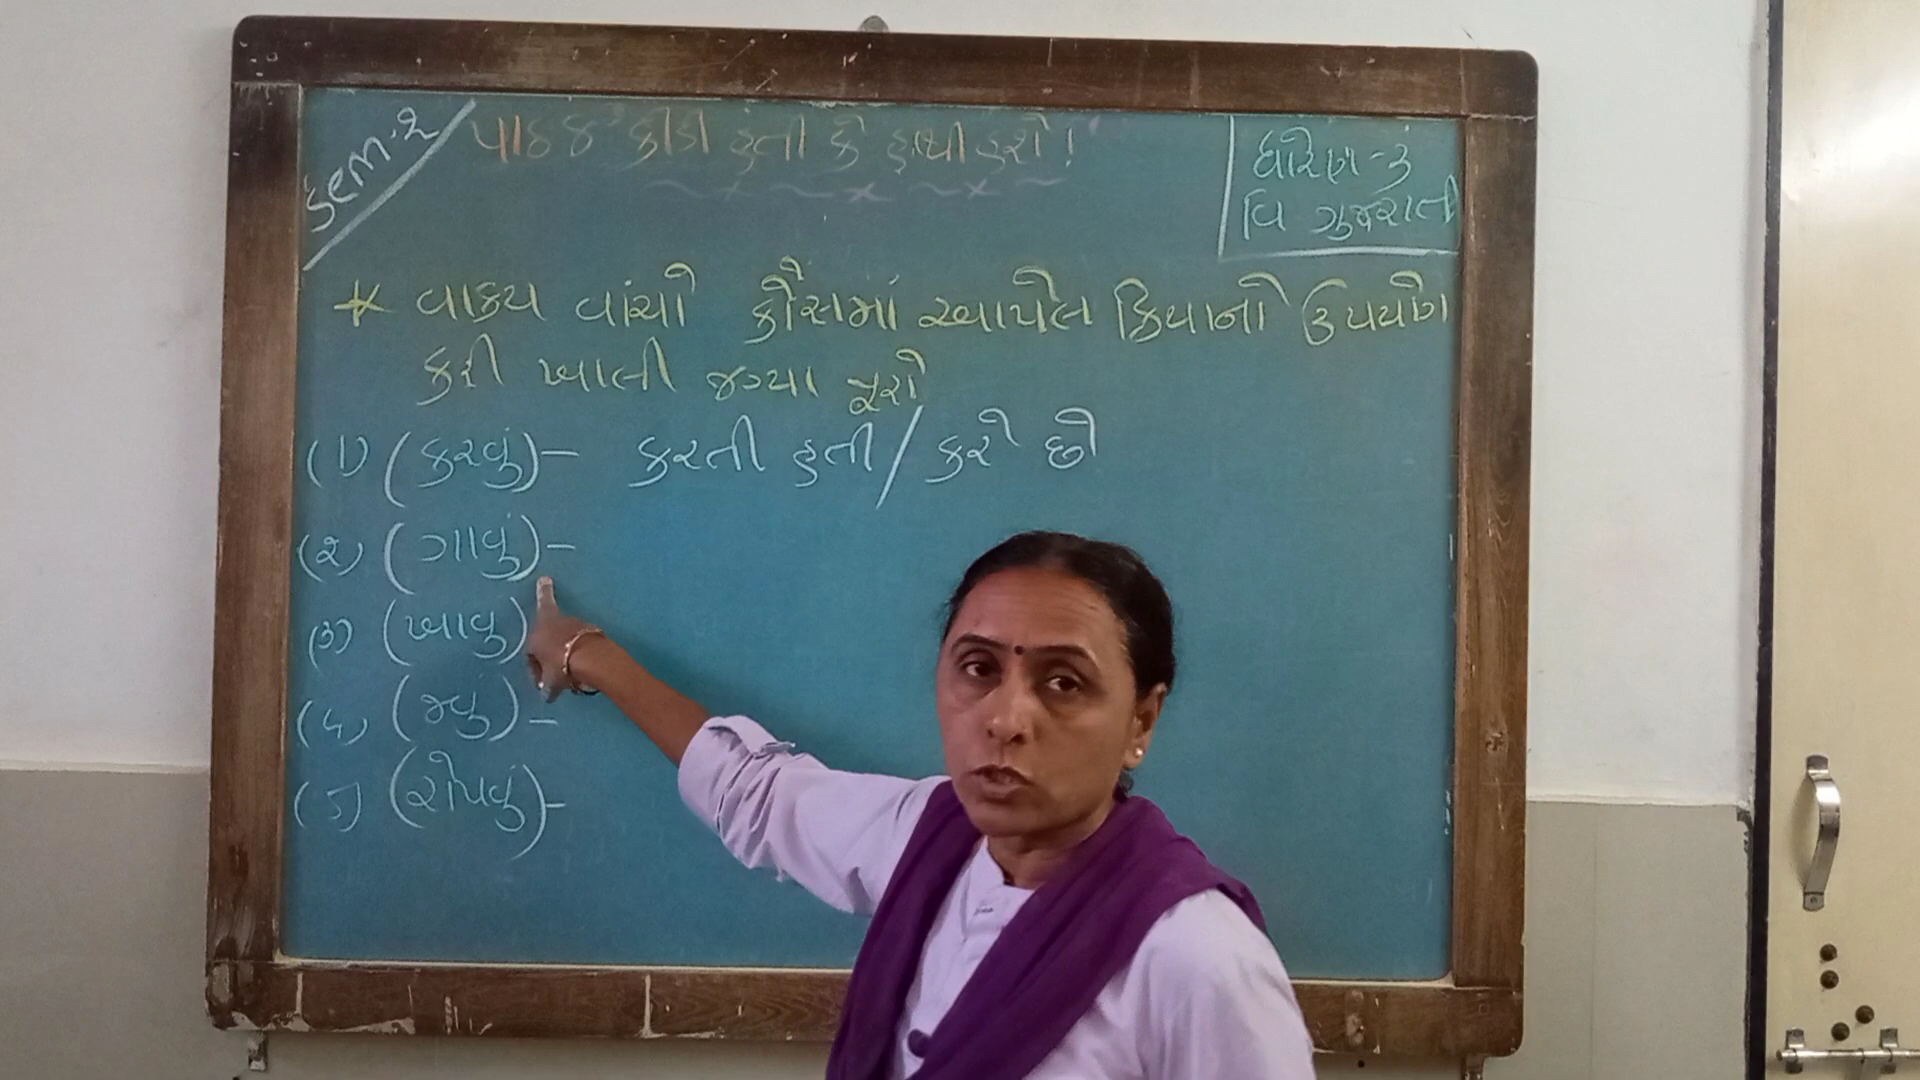 Sem-૨
પાઠ ૪ કીડી હતી કે હાથી હશે!
ધોરણ-૩
વિ ગુજરાતી
* વાક્ય વાંચો કૌંસમાં આપેલ ક્રિયાનો ઉપયોગ
કરી ખાલી જગ્યા પૂરો
(૧) (કરવું)- કરતી હતી/કરો છો
(૨) (ગાવું)-
(૩) (ખાવું)
(૪) (જવું)-
(૫) (રોપવું)-